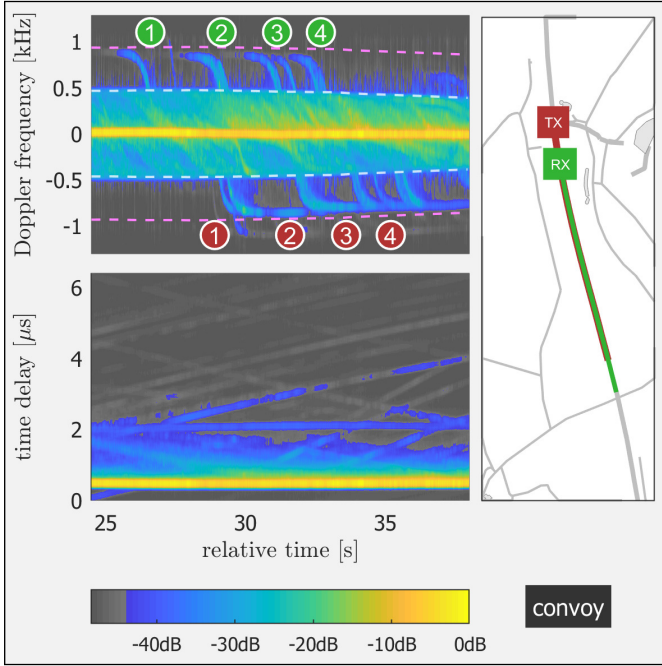 1 2 3 4
Doppler frequency [kHz]
1
0.5
0
-0.5
-1
1 2 3 4
TX
RX
time delay [µs]
6
4
2
0
25 30 35
relative time [s]
-40dB -30dB -20dB -10dB 0dB
convoy